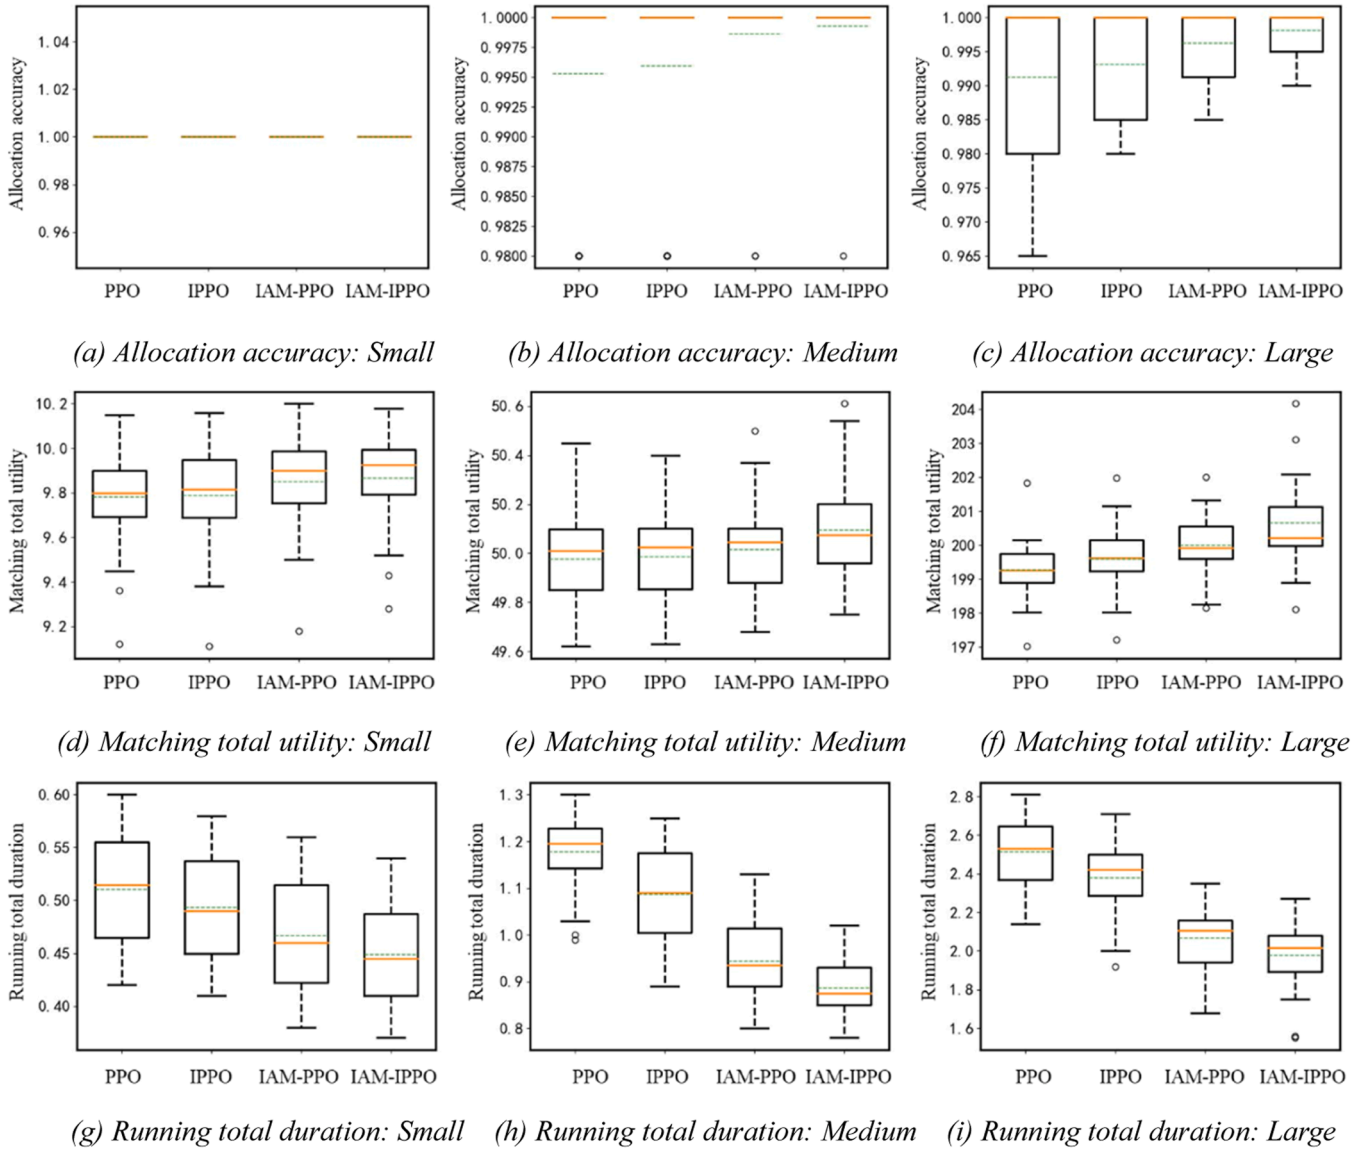 Allocation accuracy
1.04
1.02
1.00
0.98
0.96
PPO IPPO IAM-PPO IAM-IPPO
(a) Allocation accuracy: Small
Allocation accuracy
1.0000
0.9975
0.9950
0.9925
0.9900
0.9875
0.9850
0.9825
0.9800
PPO IPPO IAM-PPO IAM-IPPO
(b) Allocation accuracy: Medium
Allocation accuracy
1.000
0.995
0.990
0.985
0.980
0.975
0.970
0.965
PPO IPPO IAM-PPO IAM-IPPO
(c) Allocation accuracy: Large
Matching total utility
10.2
10.0
9.8
9.6
9.4
9.2
PPO IPPO IAM-PPO IAM-IPPO
(d) Matching total utility: Small
Matching total utility
50.6
50.4
50.2
50.0
49.8
49.6
PPO IPPO IAM-PPO IAM-IPPO
(e) Matching total utility: Medium
Matching total utility
204
203
202
201
200
199
198
197
PPO IPPO IAM-PPO IAM-IPPO
(f) Matching total utility: Large
Running total duration
0.60
0.55
0.50
0.45
0.40
PPO IPPO IAM-PPO IAM-IPPO
(g) Running total duration: Small
Running total duration
1.3
1.2
1.1
1.0
0.9
0.8
PPO IPPO IAM-PPO IAM-IPPO
(h) Running total duration: Medium
Running total duration
2.8
2.6
2.4
2.2
2.0
1.8
1.6
PPO IPPO IAM-PPO IAM-IPPO
(i) Running total duration: Large